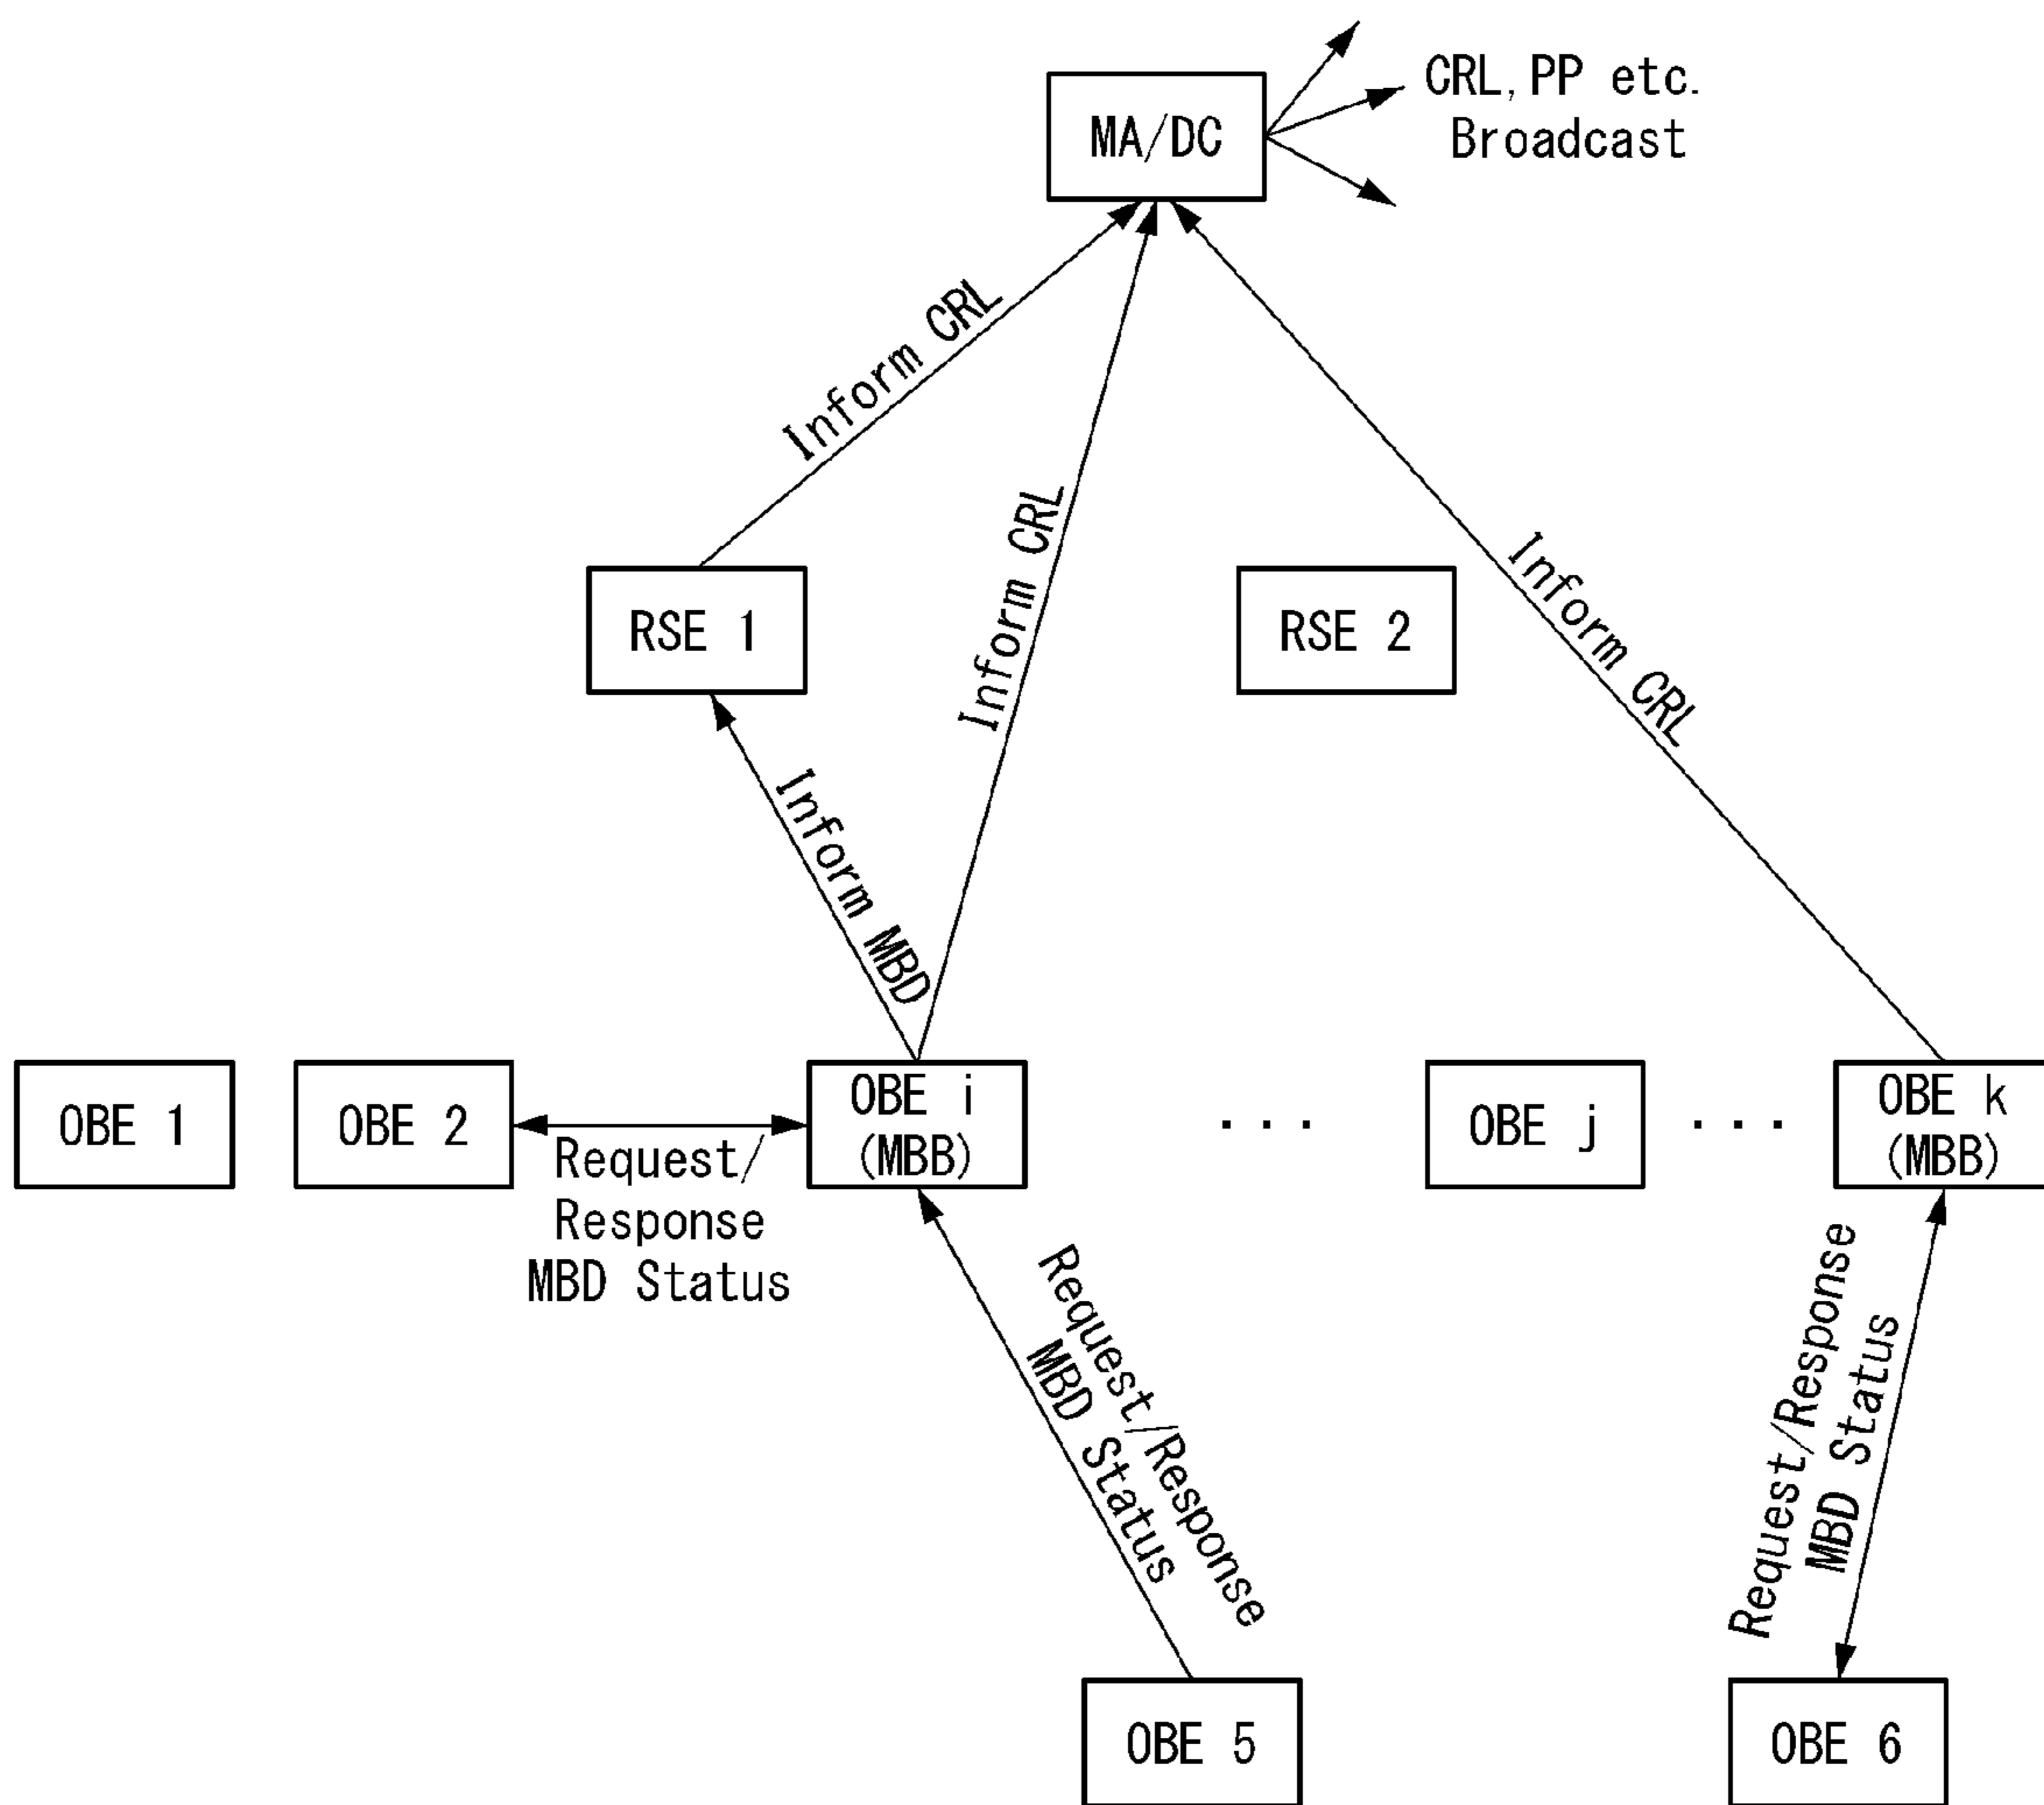 MA/DC
CRL, PP etc.
Broadcast
Inform CRL
Inform CRL
Inform CRL
RSE 1
RSE 2
Inform MBD
OBE 1
OBE 2
Request/
Response
MBD Status
OBE i
(MBB)
...
OBE j
...
OBE k
(MBB)
Request/Response
MBD Status
Request/Response
MBD Status
OBE 5
OBE 6